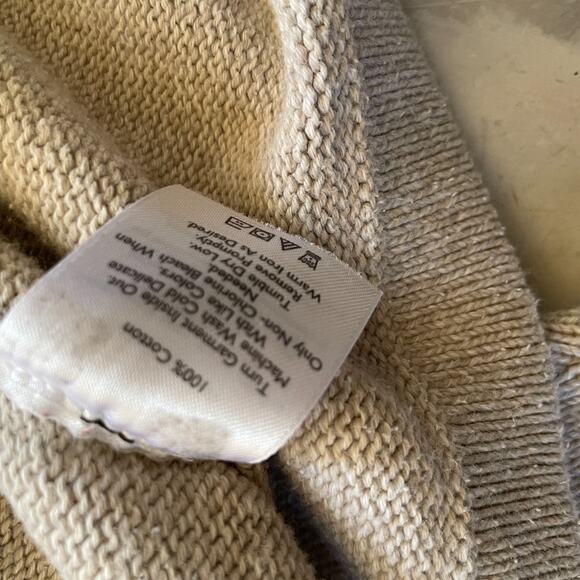 100% Cotton
Turn Garment Inside Out.
Machine Wash Cold Delicate
With Like Colors.
Only Non Chlorine Bleach When
Needed.
Tumble Dry Low.
Remove Promptly.
Warm Iron As Desired.